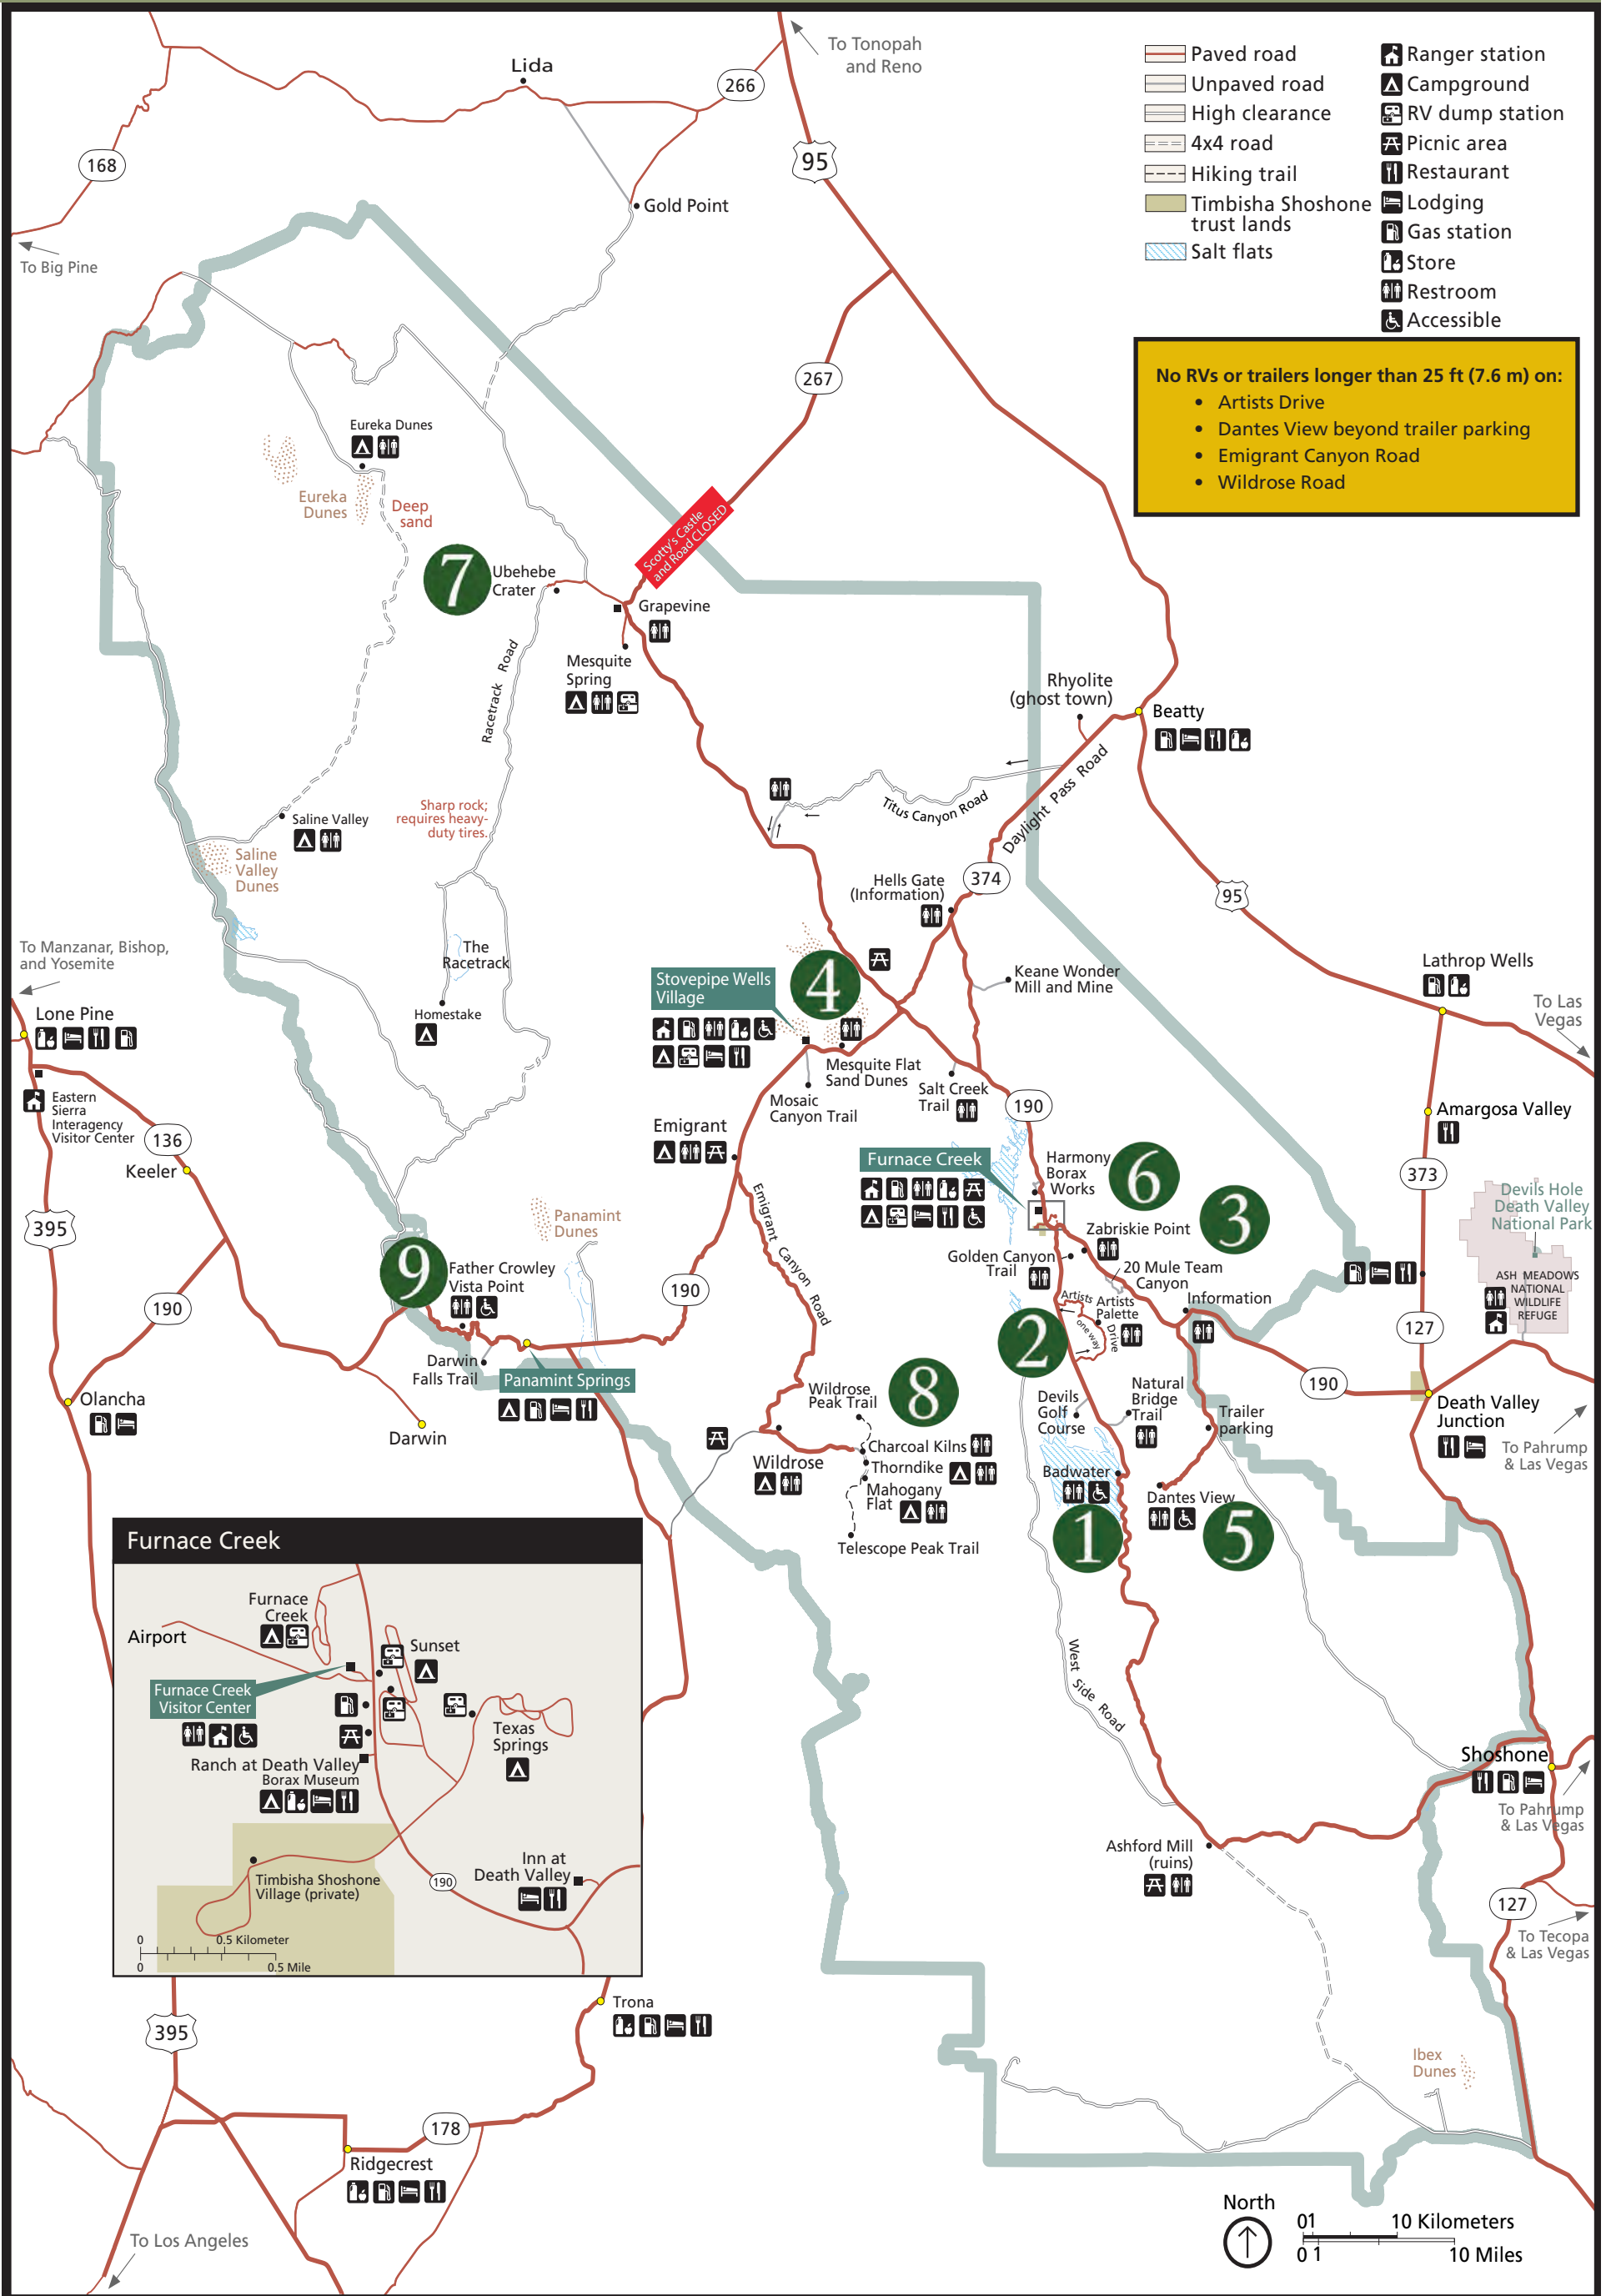 To Tonopah
and Reno
Lida
266
95
168
Gold Point
To Big Pine
Paved road
Unpaved road
High clearance
4x4 road
Hiking trail
Timbisha Shoshone
trust lands
Salt flats
Ranger station
Campground
RV dump station
Picnic area
Restaurant
Lodging
Gas station
Store
Restroom
Accessible
No RVs or trailers longer than 25 ft (7.6 m) on:
• Artists Drive
• Dantes View beyond trailer parking
• Emigrant Canyon Road
• Wildrose Road
267
Eureka Dunes
Eureka
Dunes
Deep
sand
Scotty's Castle
and Road CLOSED
7
Ubehebe
Crater
Grapevine
Mesquite
Spring
Racetrack Road
Rhyolite
(ghost town)
Beatty
Titus Canyon Road
Daylight Pass Road
Sharp rock;
requires heavy-
duty tires.
Saline Valley
Saline
Valley
Dunes
Hells Gate
(Information)
374
95
To Manzanar, Bishop,
and Yosemite
The
Racetrack
Lone Pine
Homestake
Stovepipe Wells
Village
4
Keane Wonder
Mill and Mine
Lathrop Wells
To Las
Vegas
Mesquite Flat
Sand Dunes
Mosaic
Canyon Trail
Salt Creek
Trail
190
Eastern
Sierra
Interagency
Visitor Center
136
Keeler
Emigrant
Amargosa Valley
373
Furnace Creek
Harmony
Borax
Works
6
3
Devils Hole
Death Valley
National Park
395
Panamint
Dunes
Emigrant Canyon Road
Zabriskie Point
Golden Canyon
Trail
20 Mule Team
Canyon
Information
ASH MEADOWS
NATIONAL
WILDLIFE
REFUGE
9
Father Crowley
Vista Point
190
190
Artists
Drive
one way
Artists
Palette
2
127
Darwin
Falls Trail
Panamint Springs
Olancha
Darwin
Wildrose
Peak Trail
8
Devils
Golf
Course
Natural
Bridge
Trail
Trailer
parking
190
Death Valley
Junction
To Pahrump
& Las Vegas
Wildrose
Charcoal Kilns
Thorndike
Mahogany
Flat
Telescope Peak Trail
Badwater
1
Dantes View
5
Furnace Creek
Furnace
Creek
Airport
Sunset
Furnace Creek
Visitor Center
Texas
Springs
Ranch at Death Valley
Borax Museum
Timbisha Shoshone
Village (private)
190
Inn at
Death Valley
0 0.5 Kilometer
0 0.5 Mile
West Side Road
Shoshone
To Pahrump
& Las Vegas
Ashford Mill
(ruins)
127
To Tecopa
& Las Vegas
Trona
395
Ibex
Dunes
178
Ridgecrest
To Los Angeles
North
0 1 10 Kilometers
0 1 10 Miles